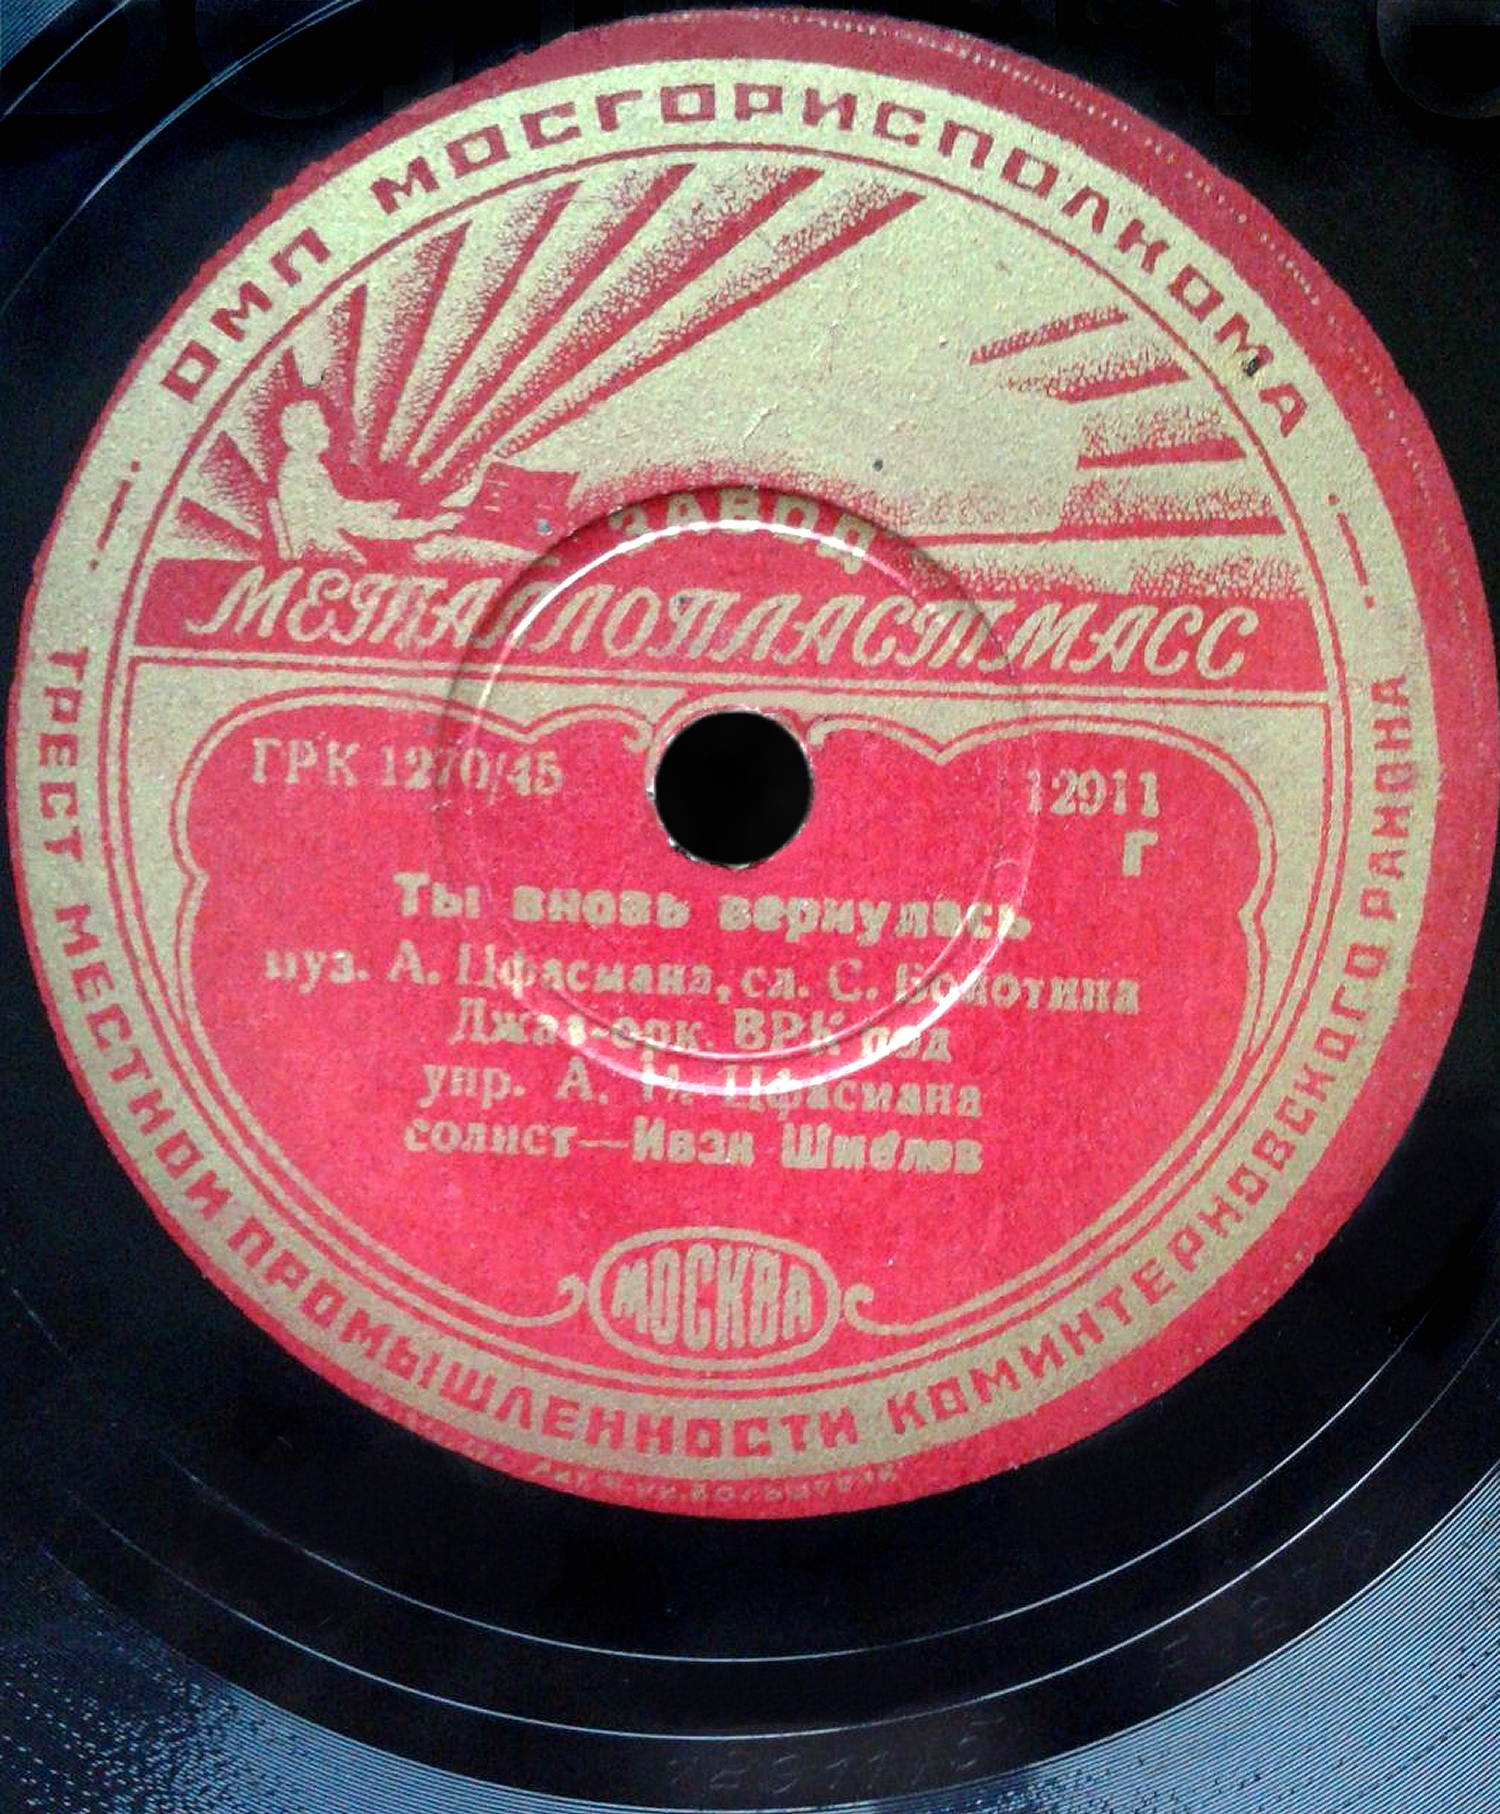 ОМП МОСГОРИСПОЛКОМА
ЗАВОД
МЕТАЛЛОПЛАСТМАСС
ГРК 1270/45
12911
Г
Ты вновь вернулась
муз. А. Цфасмана, сл. С. Болотина
Джаз-орк. ВРК под
упр. А. Н. Цфасмана
солист—Иван Шмелев
МОСКВА
ТРЕСТ МЕСТНОЙ ПРОМЫШЛЕННОСТИ КОМИНТЕРНОВСКОГО РАЙОНА